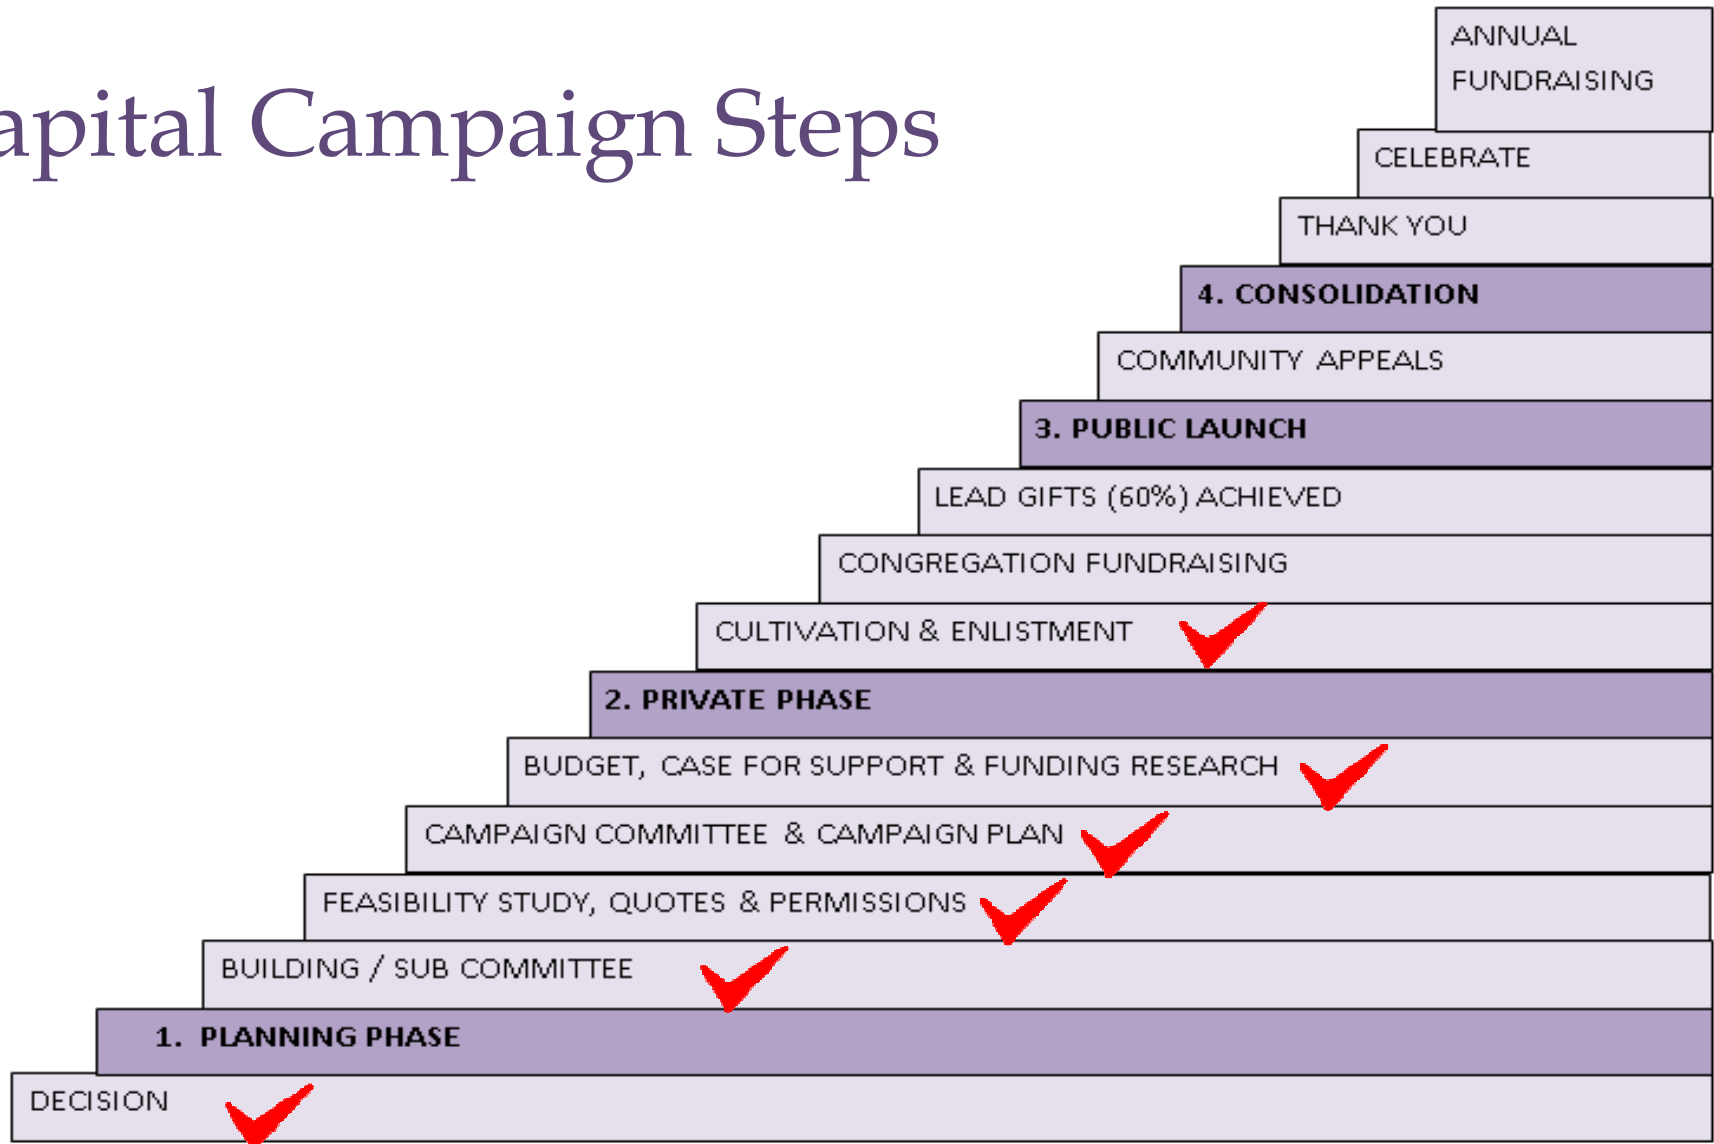 apital Campaign Steps
ANNUAL
FUNDRAISING
CELEBRATE
THANK YOU
4. CONSOLIDATION
COMMUNITY APPEALS
3. PUBLIC LAUNCH
LEAD GIFTS (60%) ACHIEVED
CONGREGATION FUNDRAISING
CULTIVATION & ENLISTMENT
2. PRIVATE PHASE
BUDGET, CASE FOR SUPPORT & FUNDING RESEARCH
CAMPAIGN COMMITTEE & CAMPAIGN PLAN
FEASIBILITY STUDY, QUOTES & PERMISSIONS
BUILDING / SUB COMMITTEE
1. PLANNING PHASE
DECISION